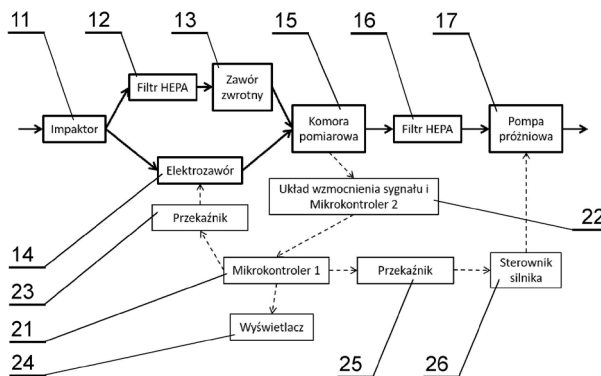 11
12
13
15
16
17
Filtr HEPA
Zawór
zwrotny
Impaktor
Komora
pomiarowa
Filtr HEPA
Pompa
próżniowa
Elektrozawór
Układ wzmocnienia sygnału i
Mikrokontroler 2
Przekaźnik
22
14
23
Mikrokontroler 1
Przekaźnik
Sterownik
silnika
21
Wyświetlacz
24
25
26